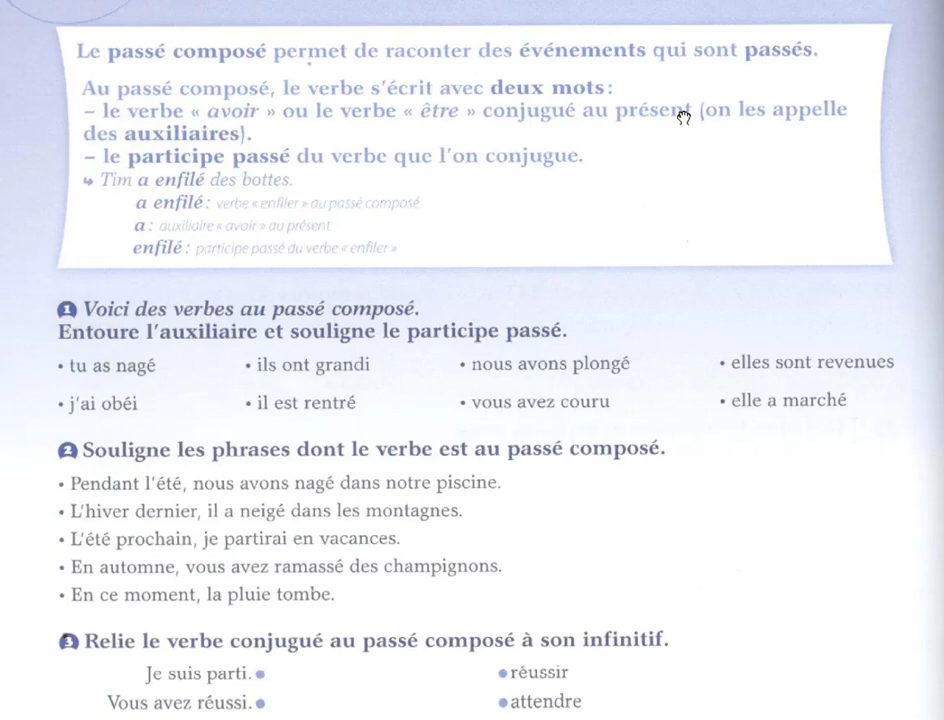 Le passé composé permet de raconter des événements qui sont passés.
Au passé composé, le verbe s'écrit avec deux mots :
– le verbe « avoir » ou le verbe « être » conjugué au présent (on les appelle
des auxiliaires).
– le participe passé du verbe que l'on conjugue.
↳ Tim a enfilé des bottes.
a enfilé : verbe « enfiler » au passé composé
a : auxiliaire « avoir » au présent
enfilé : participe passé du verbe « enfiler »
1 Voici des verbes au passé composé.
Entoure l'auxiliaire et souligne le participe passé.
• tu as nagé • ils ont grandi • nous avons plongé • elles sont revenues
• j'ai obéi • il est rentré • vous avez couru • elle a marché
2 Souligne les phrases dont le verbe est au passé composé.
• Pendant l'été, nous avons nagé dans notre piscine.
• L'hiver dernier, il a neigé dans les montagnes.
• L'été prochain, je partirai en vacances.
• En automne, vous avez ramassé des champignons.
• En ce moment, la pluie tombe.
3 Relie le verbe conjugué au passé composé à son infinitif.
Je suis parti. • • réussir
Vous avez réussi. • • attendre